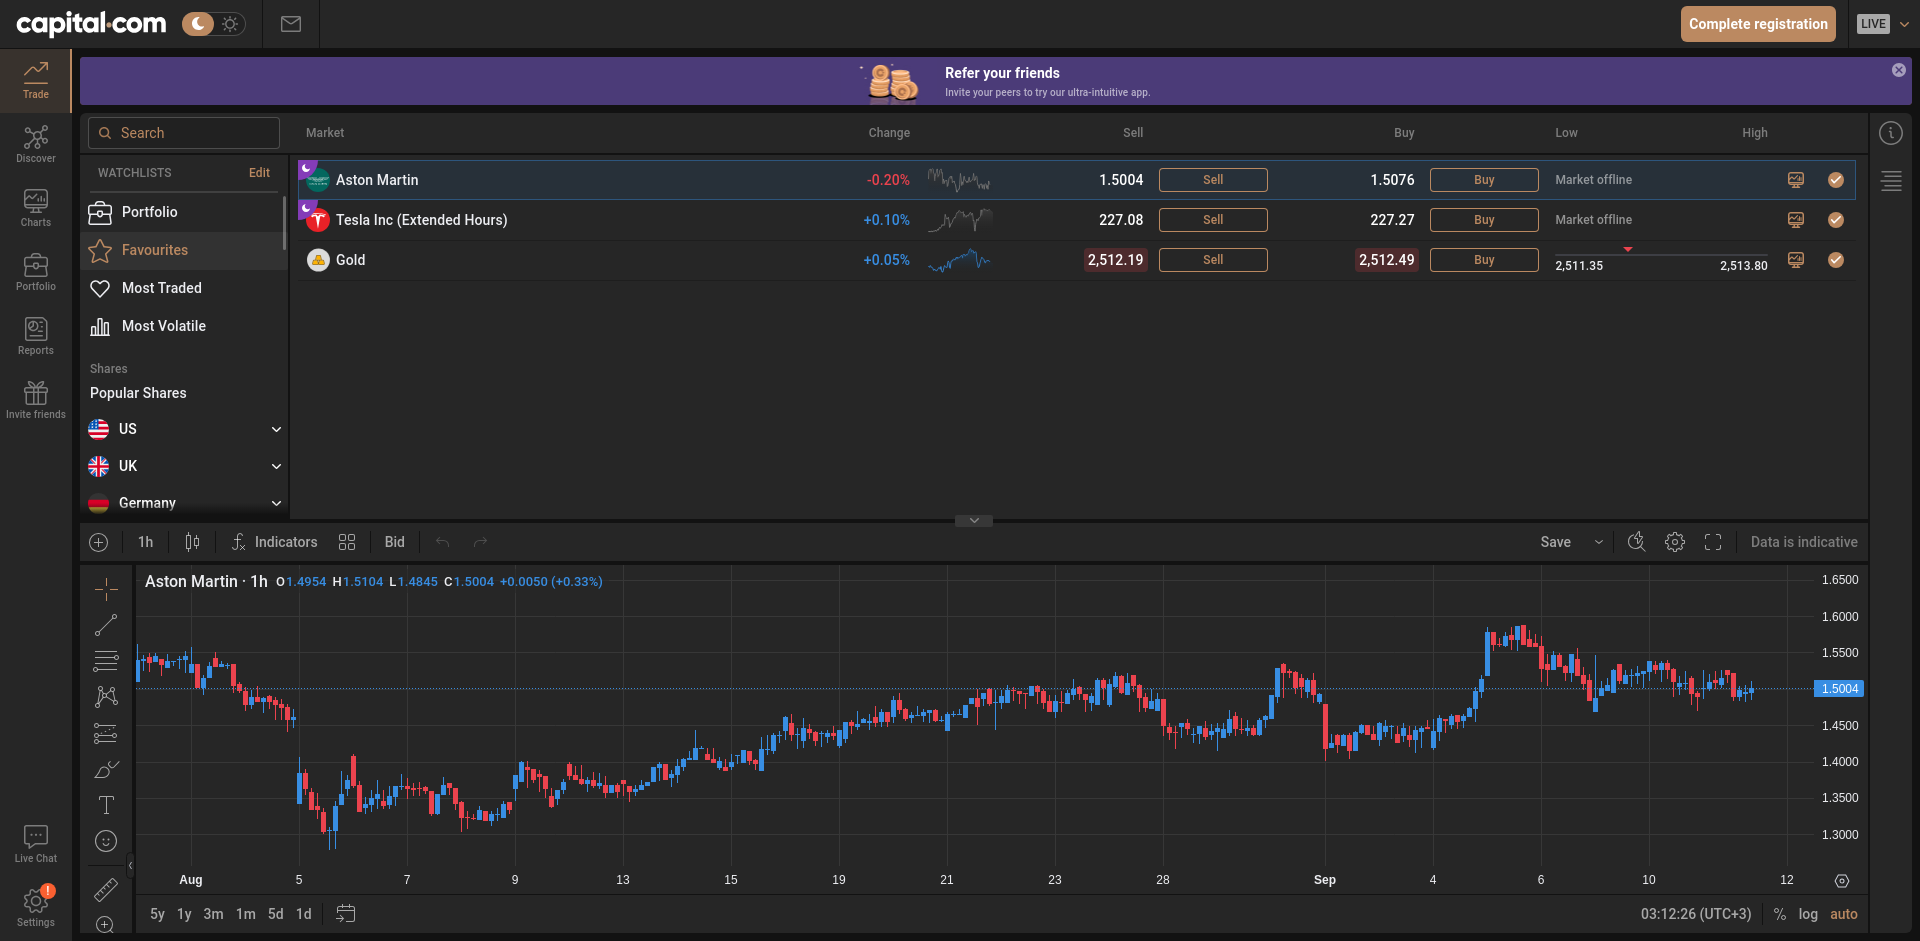 capital.com
Complete registration
LIVE
Refer your friends
Invite your peers to try our ultra-intuitive app.
Trade
Discover
Charts
Portfolio
Reports
Invite friends
Live Chat
!
Settings
Search
WATCHLISTS Edit
Portfolio
Favourites
Most Traded
Most Volatile
Shares
Popular Shares
US
UK
Germany
Market Change Sell Buy Low High
Aston Martin -0.20% 1.5004 Sell 1.5076 Buy Market offline
Tesla Inc (Extended Hours) +0.10% 227.08 Sell 227.27 Buy Market offline
Gold +0.05% 2,512.19 Sell 2,512.49 Buy 2,511.35 2,513.80
1h Indicators Bid Save Data is indicative
Aston Martin · 1h O1.4954 H1.5104 L1.4845 C1.5004 +0.0050 (+0.33%)
1.6500
1.6000
1.5500
1.5004
1.4500
1.4000
1.3500
1.3000
Aug 5 7 9 13 15 19 21 23 28 Sep 4 6 10 12
5y 1y 3m 1m 5d 1d 03:12:26 (UTC+3) % log auto